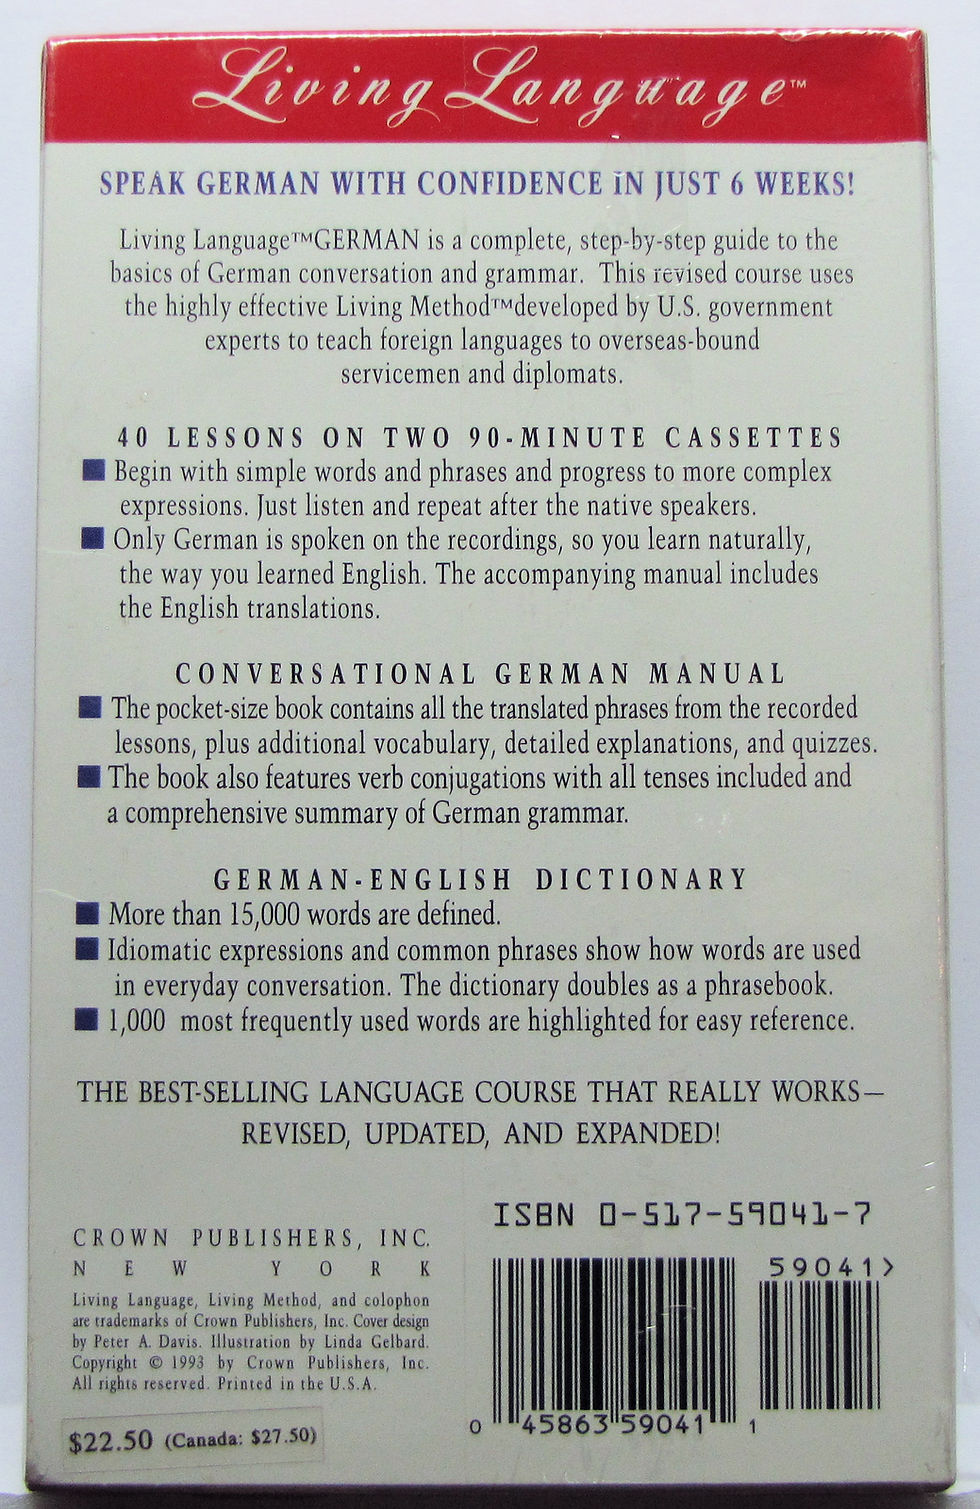 Living Language™
SPEAK GERMAN WITH CONFIDENCE IN JUST 6 WEEKS!
Living Language™GERMAN is a complete, step-by-step guide to the
basics of German conversation and grammar. This revised course uses
the highly effective Living Method™developed by U.S. government
experts to teach foreign languages to overseas-bound
servicemen and diplomats.
40 LESSONS ON TWO 90-MINUTE CASSETTES
■ Begin with simple words and phrases and progress to more complex
expressions. Just listen and repeat after the native speakers.
■ Only German is spoken on the recordings, so you learn naturally,
the way you learned English. The accompanying manual includes
the English translations.
CONVERSATIONAL GERMAN MANUAL
■ The pocket-size book contains all the translated phrases from the recorded
lessons, plus additional vocabulary, detailed explanations, and quizzes.
■ The book also features verb conjugations with all tenses included and
a comprehensive summary of German grammar.
GERMAN-ENGLISH DICTIONARY
■ More than 15,000 words are defined.
■ Idiomatic expressions and common phrases show how words are used
in everyday conversation. The dictionary doubles as a phrasebook.
■ 1,000 most frequently used words are highlighted for easy reference.
THE BEST-SELLING LANGUAGE COURSE THAT REALLY WORKS—
REVISED, UPDATED, AND EXPANDED!
CROWN PUBLISHERS, INC.
NEW YORK
Living Language, Living Method, and colophon
are trademarks of Crown Publishers, Inc. Cover design
by Peter A. Davis. Illustration by Linda Gelbard.
Copyright © 1993 by Crown Publishers, Inc.
All rights reserved. Printed in the U.S.A.
$22.50 (Canada: $27.50)
ISBN 0-517-59041-7
59041>
0 45863 59041 1